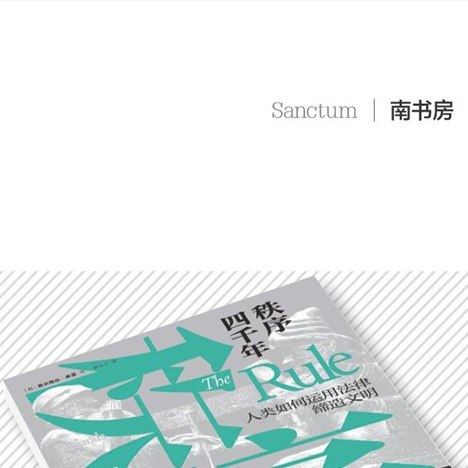 Sanctum | 南书房
秩序
四千年
The Rule
人类如何运用法律
缔造文明